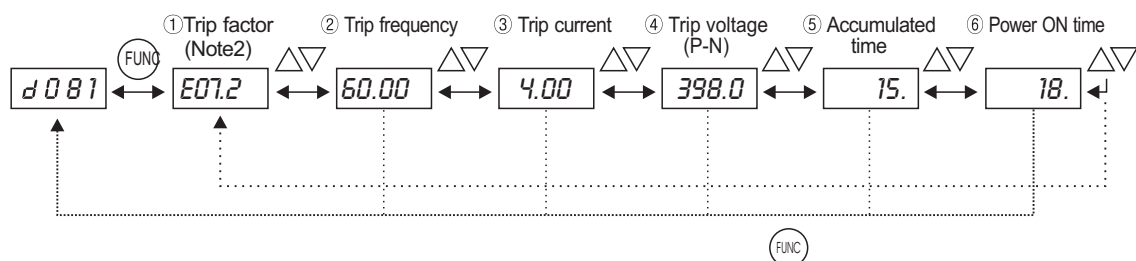 ①Trip factor
(Note2)
② Trip frequency
③ Trip current
④ Trip voltage
(P-N)
⑤ Accumulated
time
⑥ Power ON time
FUNC
d081
E07.2
60.00
4.00
398.0
15.
18.
FUNC